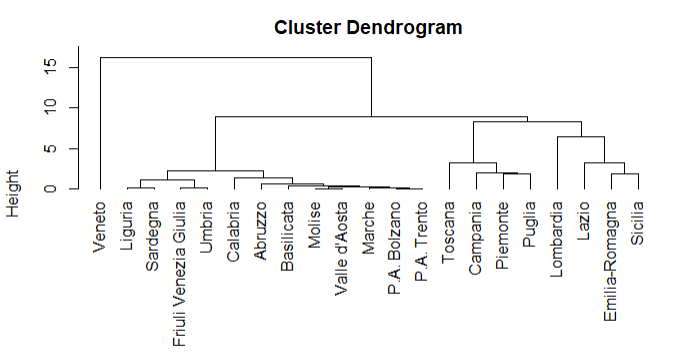 Cluster Dendrogram
Height
15
10
5
0
Veneto
Liguria
Sardegna
Friuli Venezia Giulia
Umbria
Calabria
Abruzzo
Basilicata
Molise
Valle d'Aosta
Marche
P.A. Bolzano
P.A. Trento
Toscana
Campania
Piemonte
Puglia
Lombardia
Lazio
Emilia-Romagna
Sicilia